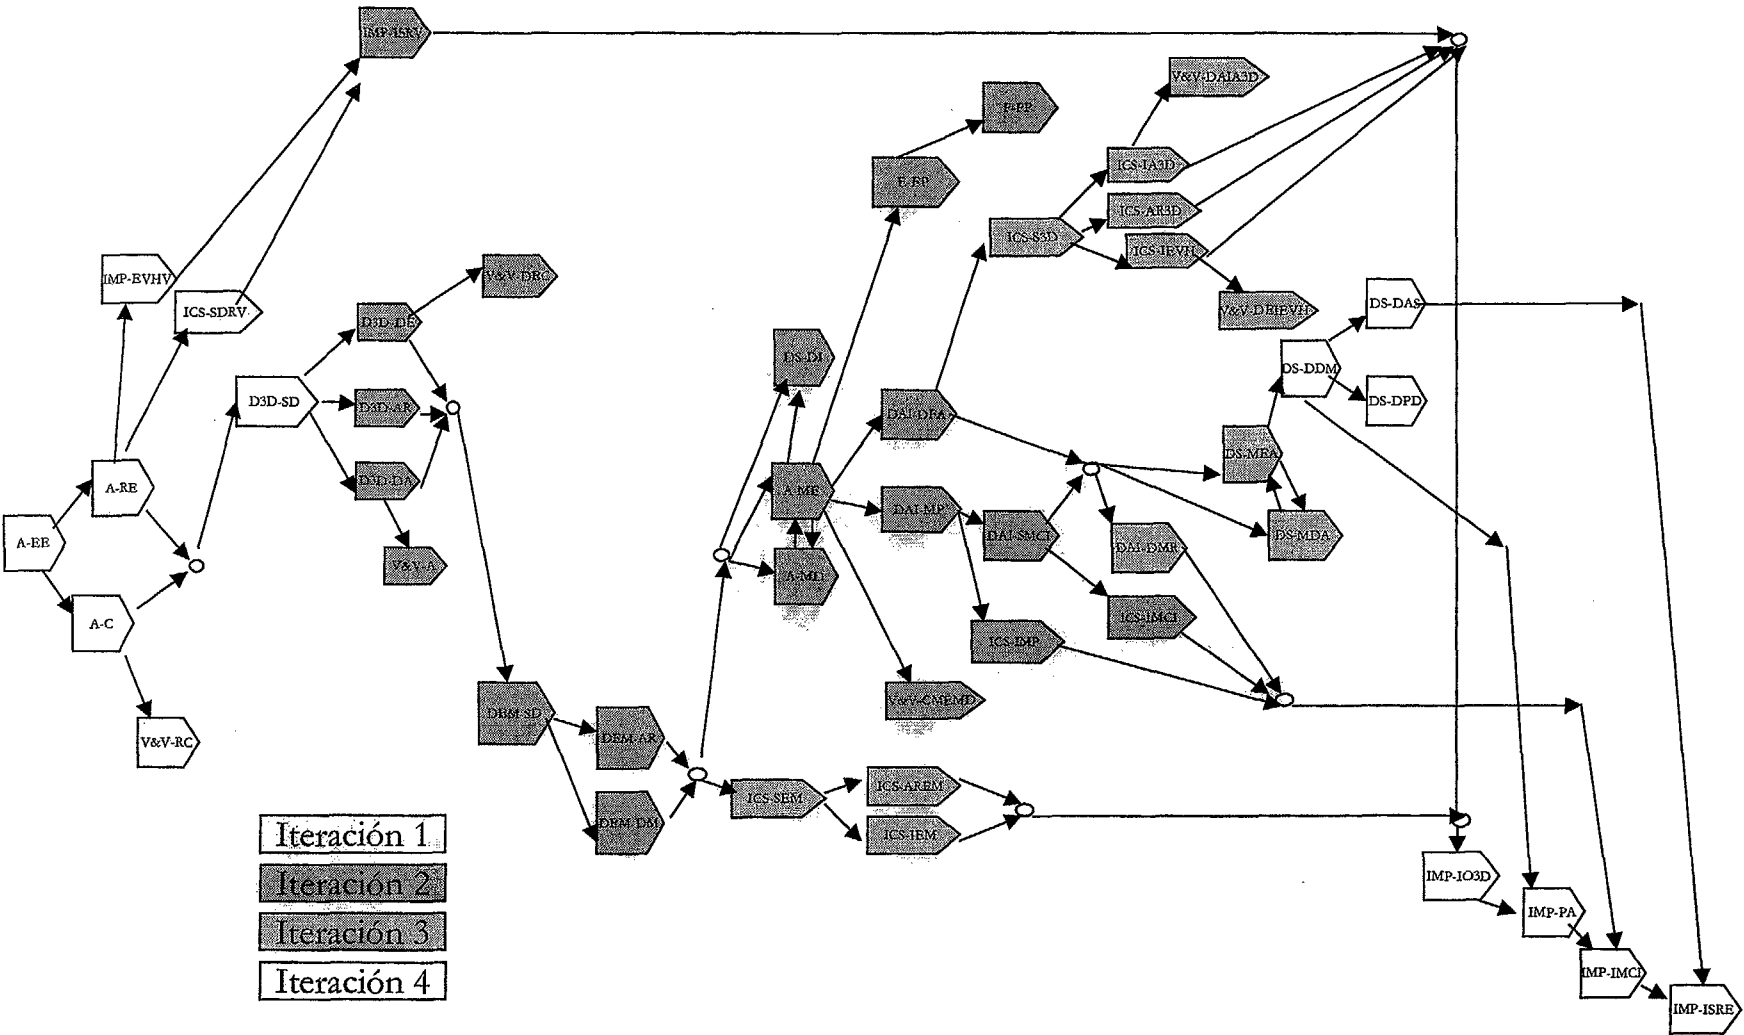 IMP-ISRV
V&V-DAIA3D
E-EP
ICS-IA3D
ICS-AR3D
ICS-S3D
ICS-IEVH
IMP-EVHV
V&V-DRC
ICS-SDRV
V&V-DEIEVH
DS-DAS
D3D-DE
DS-DI
DS-DDM
D3D-SD
D3D-AR
DAI-DPA
DS-DPD
DS-MEA
D3D-DA
A-RE
A-ME
DAI-MP
DAI-SMCI
DS-MDA
A-EE
DAI-DMR
V&V-A
A-MD
A-C
ICS-IMCI
ICS-IMP
V&V-CMEMD
DEM-SD
DEM-AR
V&V-RC
ICS-SEM
ICS-AREM
DEM-DM
ICS-IEM
Iteración 1
Iteración 2
Iteración 3
Iteración 4
IMP-IO3D
IMP-PA
IMP-IMCI
IMP-ISRE